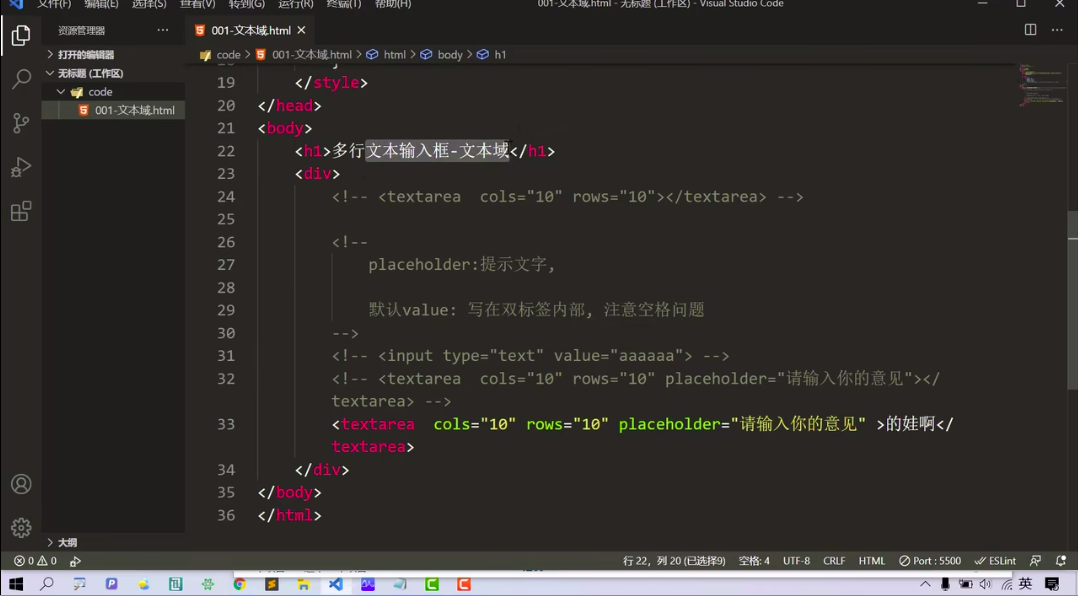 文件(F) 编辑(E) 选择(S) 查看(V) 转到(G) 运行(R) 终端(T) 帮助(H) 001-文本域.html - 无标题 (工作区) - Visual Studio Code
资源管理器 ··· 001-文本域.html ×
打开的编辑器 code > 001-文本域.html > html > body > h1
无标题 (工作区)
code
001-文本域.html
19 </style>
20 </head>
21 <body>
22 <h1>多行文本输入框-文本域</h1>
23 <div>
24 <!-- <textarea  cols="10" rows="10"></textarea> -->
25
26 <!--
27 placeholder:提示文字,
28
29 默认value: 写在双标签内部, 注意空格问题
30 -->
31 <!-- <input type="text" value="aaaaaa"> -->
32 <!-- <textarea  cols="10" rows="10" placeholder="请输入你的意见"></
textarea> -->
33 <textarea  cols="10" rows="10" placeholder="请输入你的意见" >的娃啊</
textarea>
34 </div>
35 </body>
36 </html>
大纲
0 0 行 22, 列 20 (已选择9) 空格: 4 UTF-8 CRLF HTML Port : 5500 ESLint
英